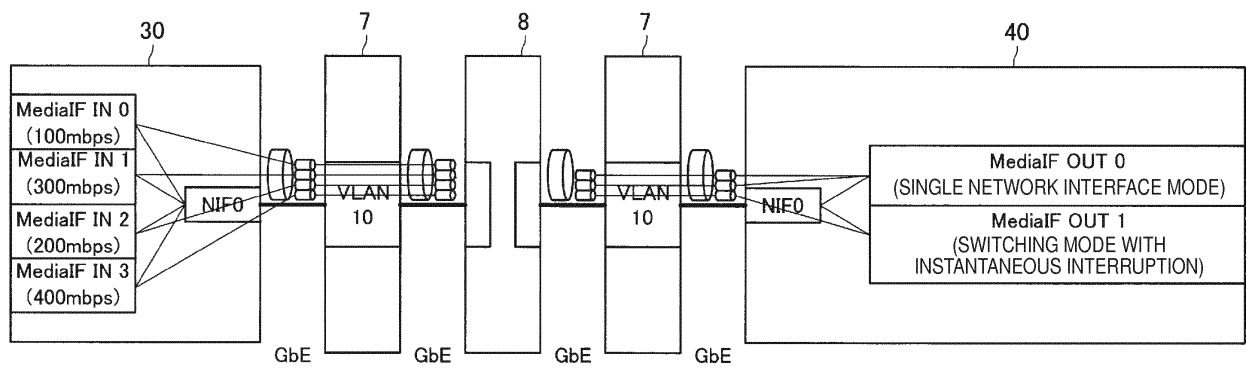 30
7
8
7
40
MediaIF IN 0
(100mbps)
MediaIF IN 1
(300mbps)
MediaIF IN 2
(200mbps)
MediaIF IN 3
(400mbps)
NIF0
VLAN
10
VLAN
10
NIF0
MediaIF OUT 0
(SINGLE NETWORK INTERFACE MODE)
MediaIF OUT 1
(SWITCHING MODE WITH
INSTANTANEOUS INTERRUPTION)
GbE
GbE
GbE
GbE